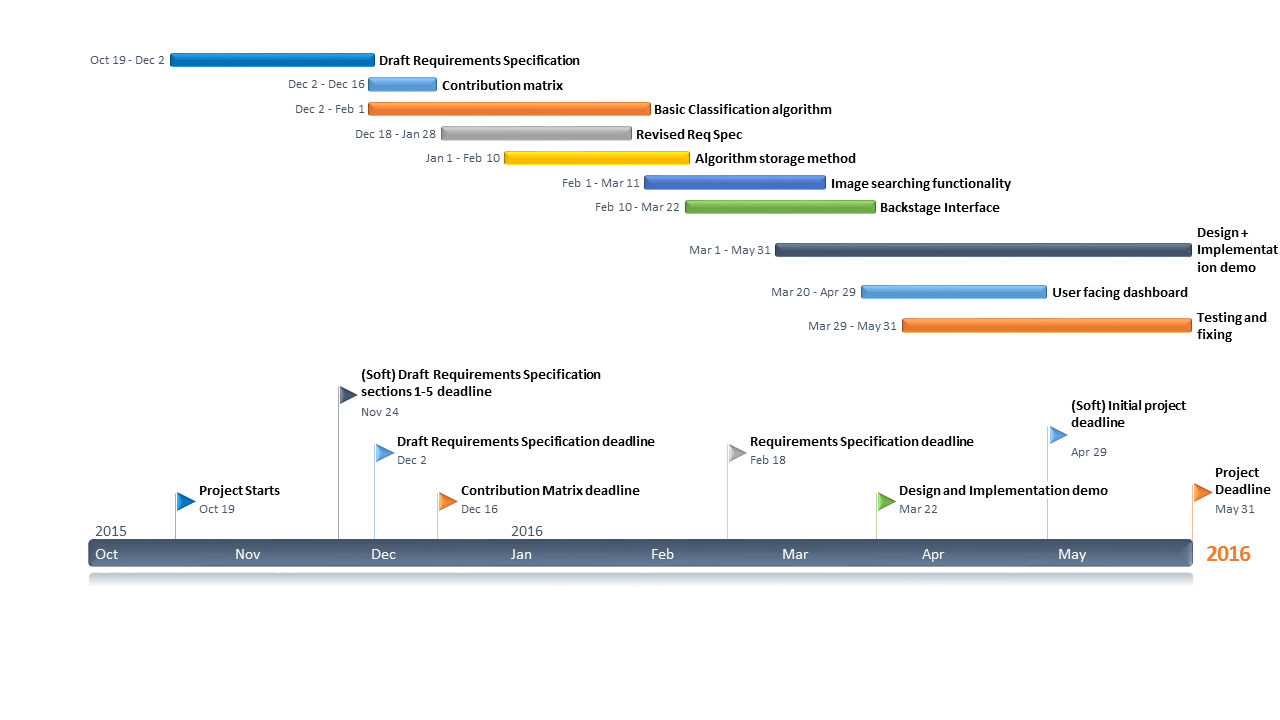 Oct 19 - Dec 2 Draft Requirements Specification
Dec 2 - Dec 16 Contribution matrix
Dec 2 - Feb 1 Basic Classification algorithm
Dec 18 - Jan 28 Revised Req Spec
Jan 1 - Feb 10 Algorithm storage method
Feb 1 - Mar 11 Image searching functionality
Feb 10 - Mar 22 Backstage Interface
Mar 1 - May 31
Design +
Implementat
ion demo
Mar 20 - Apr 29 User facing dashboard
Mar 29 - May 31
Testing and
fixing
(Soft) Draft Requirements Specification
sections 1-5 deadline
Nov 24
(Soft) Initial project
deadline
Apr 29
Draft Requirements Specification deadline
Dec 2
Requirements Specification deadline
Feb 18
Project
Deadline
May 31
Project Starts
Oct 19
Contribution Matrix deadline
Dec 16
Design and Implementation demo
Mar 22
2015 2016
Oct Nov Dec Jan Feb Mar Apr May 2016